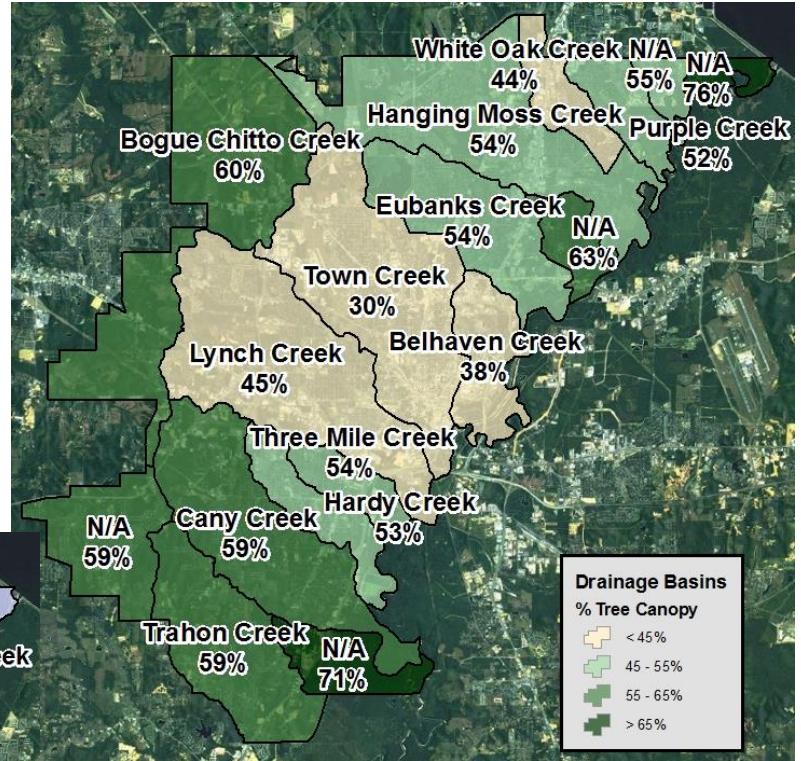 White Oak Creek
44%
N/A
55%
N/A
76%
Hanging Moss Creek
54%
Purple Creek
52%
Bogue Chitto Creek
60%
Eubanks Creek
54%
N/A
63%
Town Creek
30%
Belhaven Creek
38%
Lynch Creek
45%
Three Mile Creek
54%
Hardy Creek
53%
Cany Creek
59%
N/A
59%
Trahon Creek
59%
N/A
71%
eek
Drainage Basins
% Tree Canopy
< 45%
45 - 55%
55 - 65%
> 65%